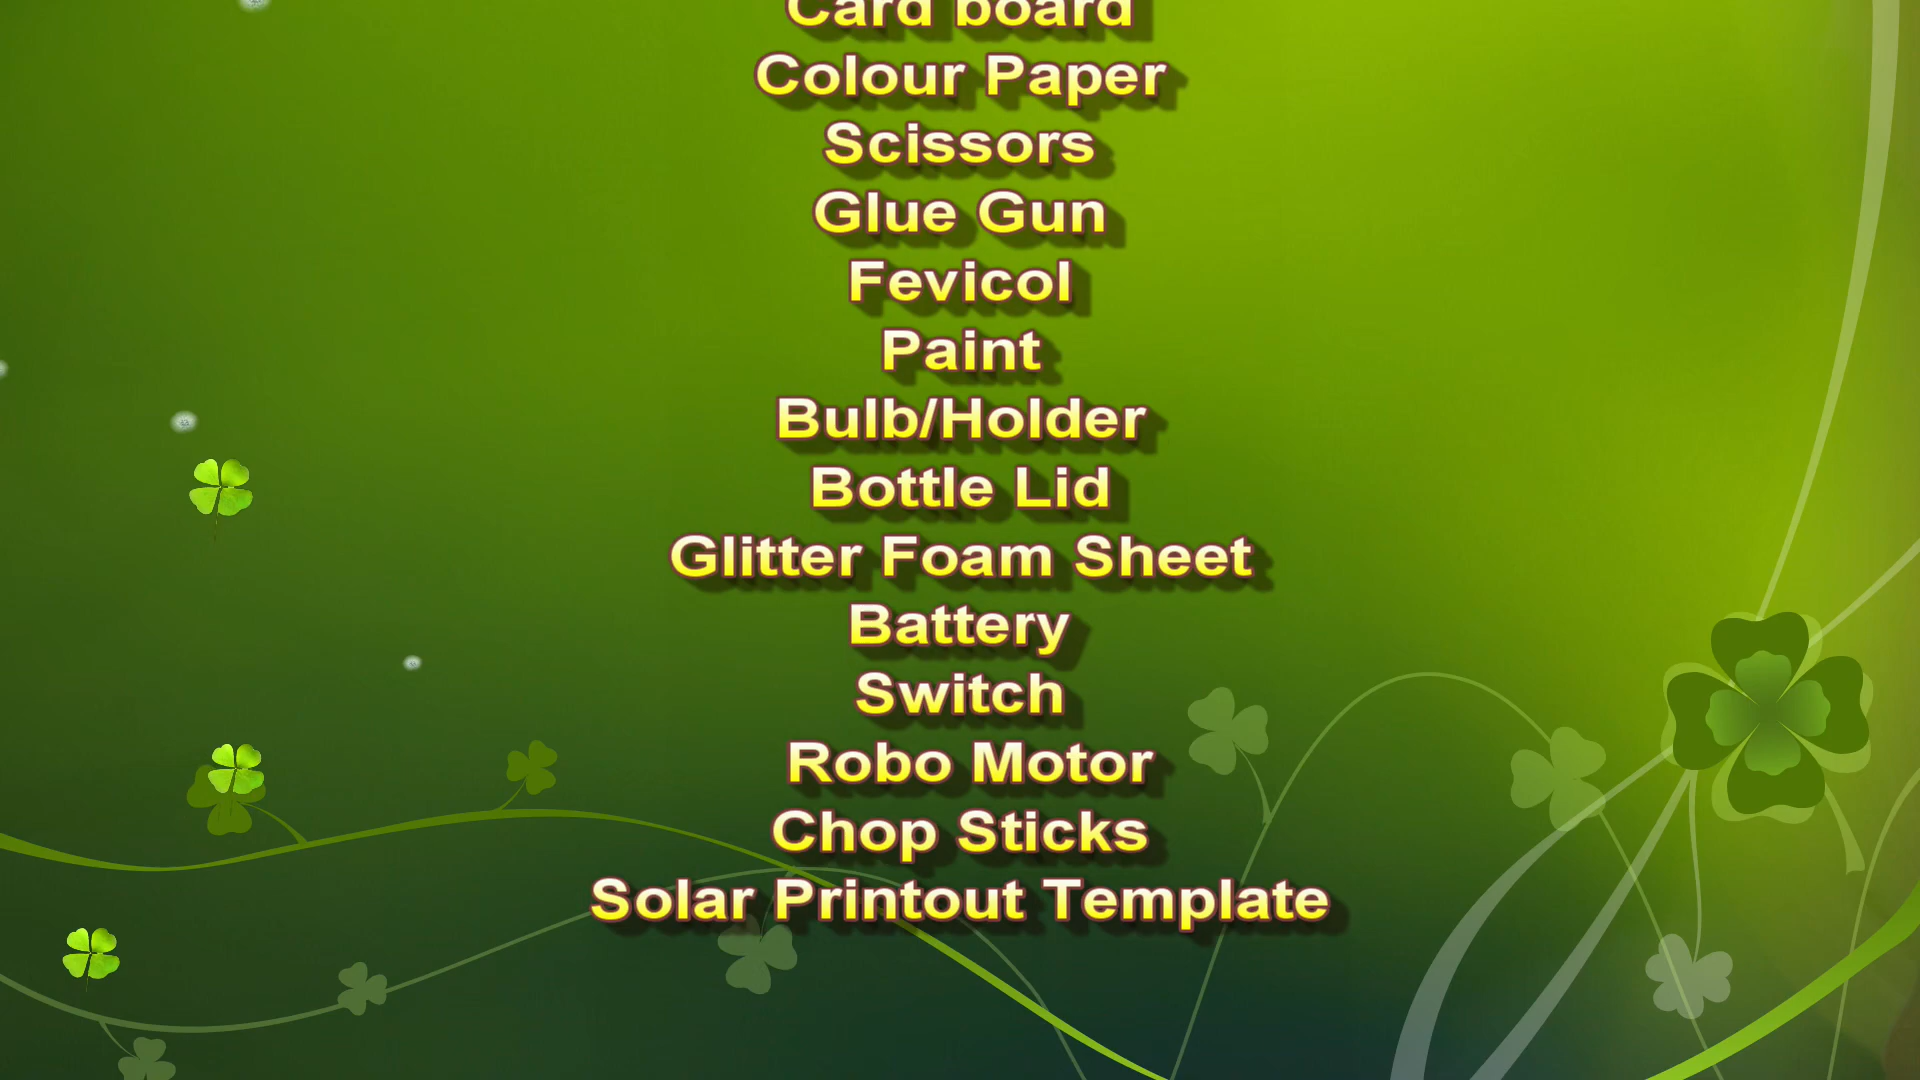 Card board
Colour Paper
Scissors
Glue Gun
Fevicol
Paint
Bulb/Holder
Bottle Lid
Glitter Foam Sheet
Battery
Switch
Robo Motor
Chop Sticks
Solar Printout Template